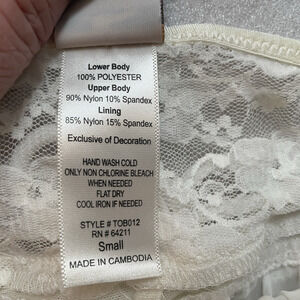 Lower Body
100% POLYESTER
Upper Body
90% Nylon 10% Spandex
Lining
85% Nylon 15% Spandex
Exclusive of Decoration
HAND WASH COLD
ONLY NON CHLORINE BLEACH
WHEN NEEDED
FLAT DRY
COOL IRON IF NEEDED
STYLE # TOB012
RN # 64211
Small
MADE IN CAMBODIA